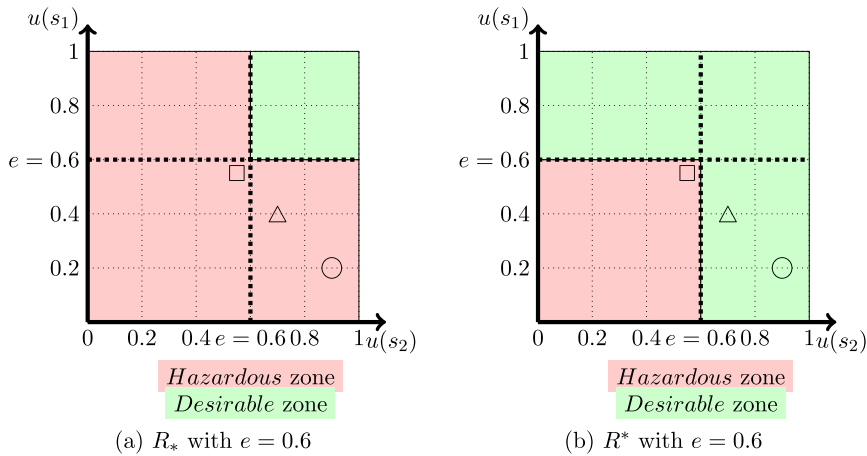 u(s₁)
1
0.8
e = 0.6
0.4
0.2
0 0.2 0.4 e = 0.6 0.8 1 u(s₂)
Hazardous zone
Desirable zone
(a) R∗ with e = 0.6
u(s₁)
1
0.8
e = 0.6
0.4
0.2
0 0.2 0.4 e = 0.6 0.8 1 u(s₂)
Hazardous zone
Desirable zone
(b) R* with e = 0.6